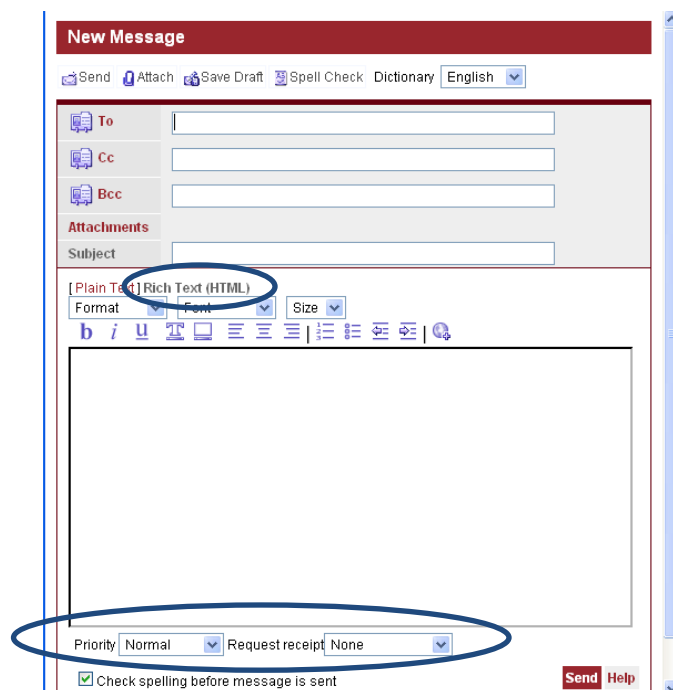 New Message
Send Attach Save Draft Spell Check Dictionary English
To
Cc
Bcc
Attachments
Subject
[Plain Text] Rich Text (HTML)
Format Font Size
b i u T
Priority Normal Request receipt None
Check spelling before message is sent Send Help